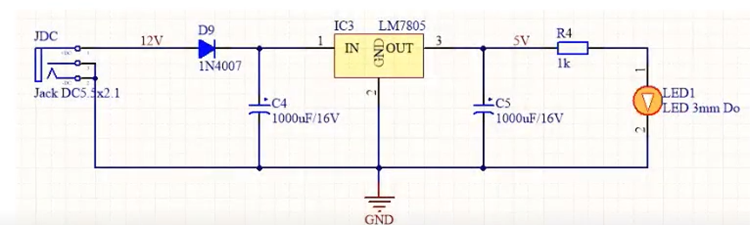 JDC
Jack DC5.5x2.1
12V
D9
1N4007
C4
1000uF/16V
IC3
LM7805
1
IN
GND
OUT
3
2
5V
C5
1000uF/16V
R4
1k
1
LED1
LED 3mm Do
2
GND